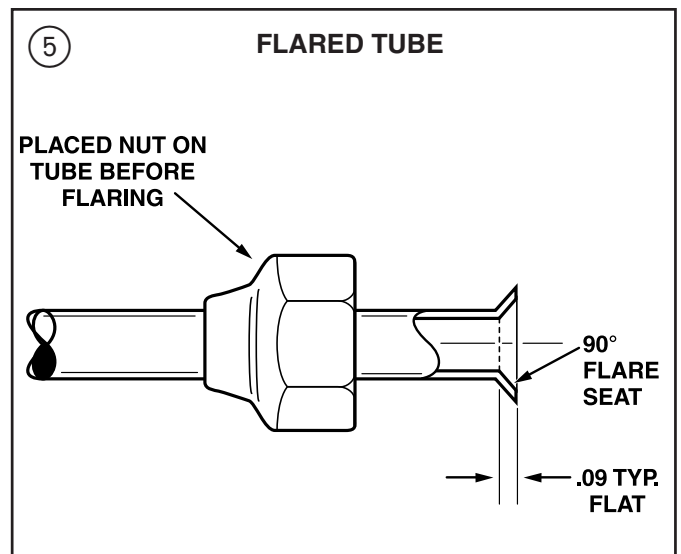 5
FLARED TUBE
PLACED NUT ON
TUBE BEFORE
FLARING
90°
FLARE
SEAT
.09 TYP.
FLAT